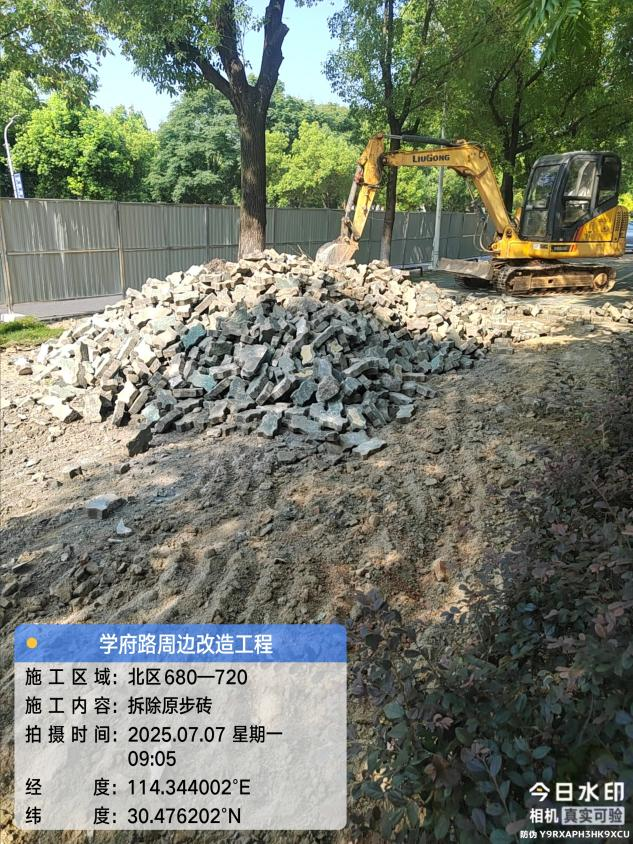 LIUGONG
学府路周边改造工程
施工区域：北区680—720
施工内容：拆除原步砖
拍摄时间：2025.07.07 星期一
09:05
经度：114.344002°E
纬度：30.476202°N
今日水印
相机 真实可验
防伪 Y9RXAPH3HK9XCU